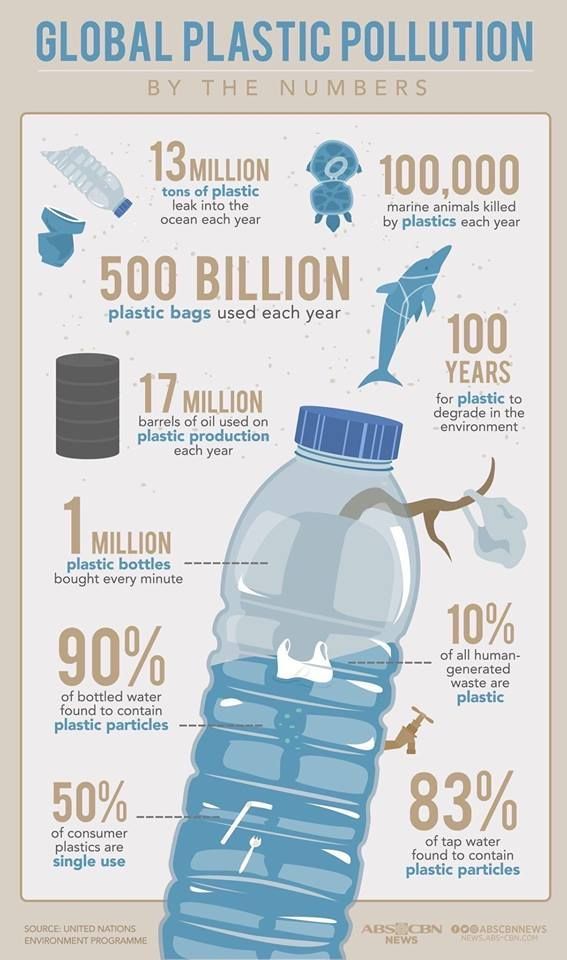 GLOBAL PLASTIC POLLUTION
BY THE NUMBERS
13 MILLION
tons of plastic
leak into the
ocean each year
100,000
marine animals killed
by plastics each year
500 BILLION
plastic bags used each year
100
YEARS
for plastic to
degrade in the
environment
17 MILLION
barrels of oil used on
plastic production
each year
1 MILLION
plastic bottles
bought every minute
10%
of all human-
generated
waste are
plastic
90%
of bottled water
found to contain
plastic particles
50%
of consumer
plastics are
single use
83%
of tap water
found to contain
plastic particles
SOURCE: UNITED NATIONS
ENVIRONMENT PROGRAMME
ABS CBN
NEWS
ABSCBNNEWS
NEWS.ABS-CBN.COM